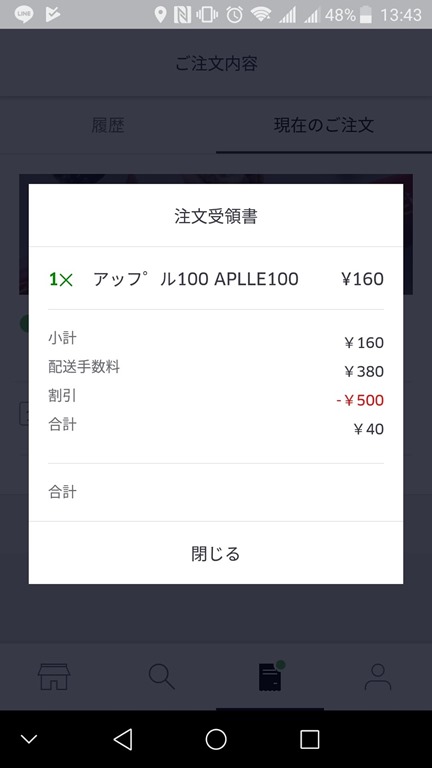 LINE
48% 13:43
ご注文内容
履歴 現在のご注文
注文受領書
1× アップ゜ル100 APLLE100 ¥160
小計 ¥160
配送手数料 ¥380
割引 -¥500
合計 ¥40
合計
閉じる